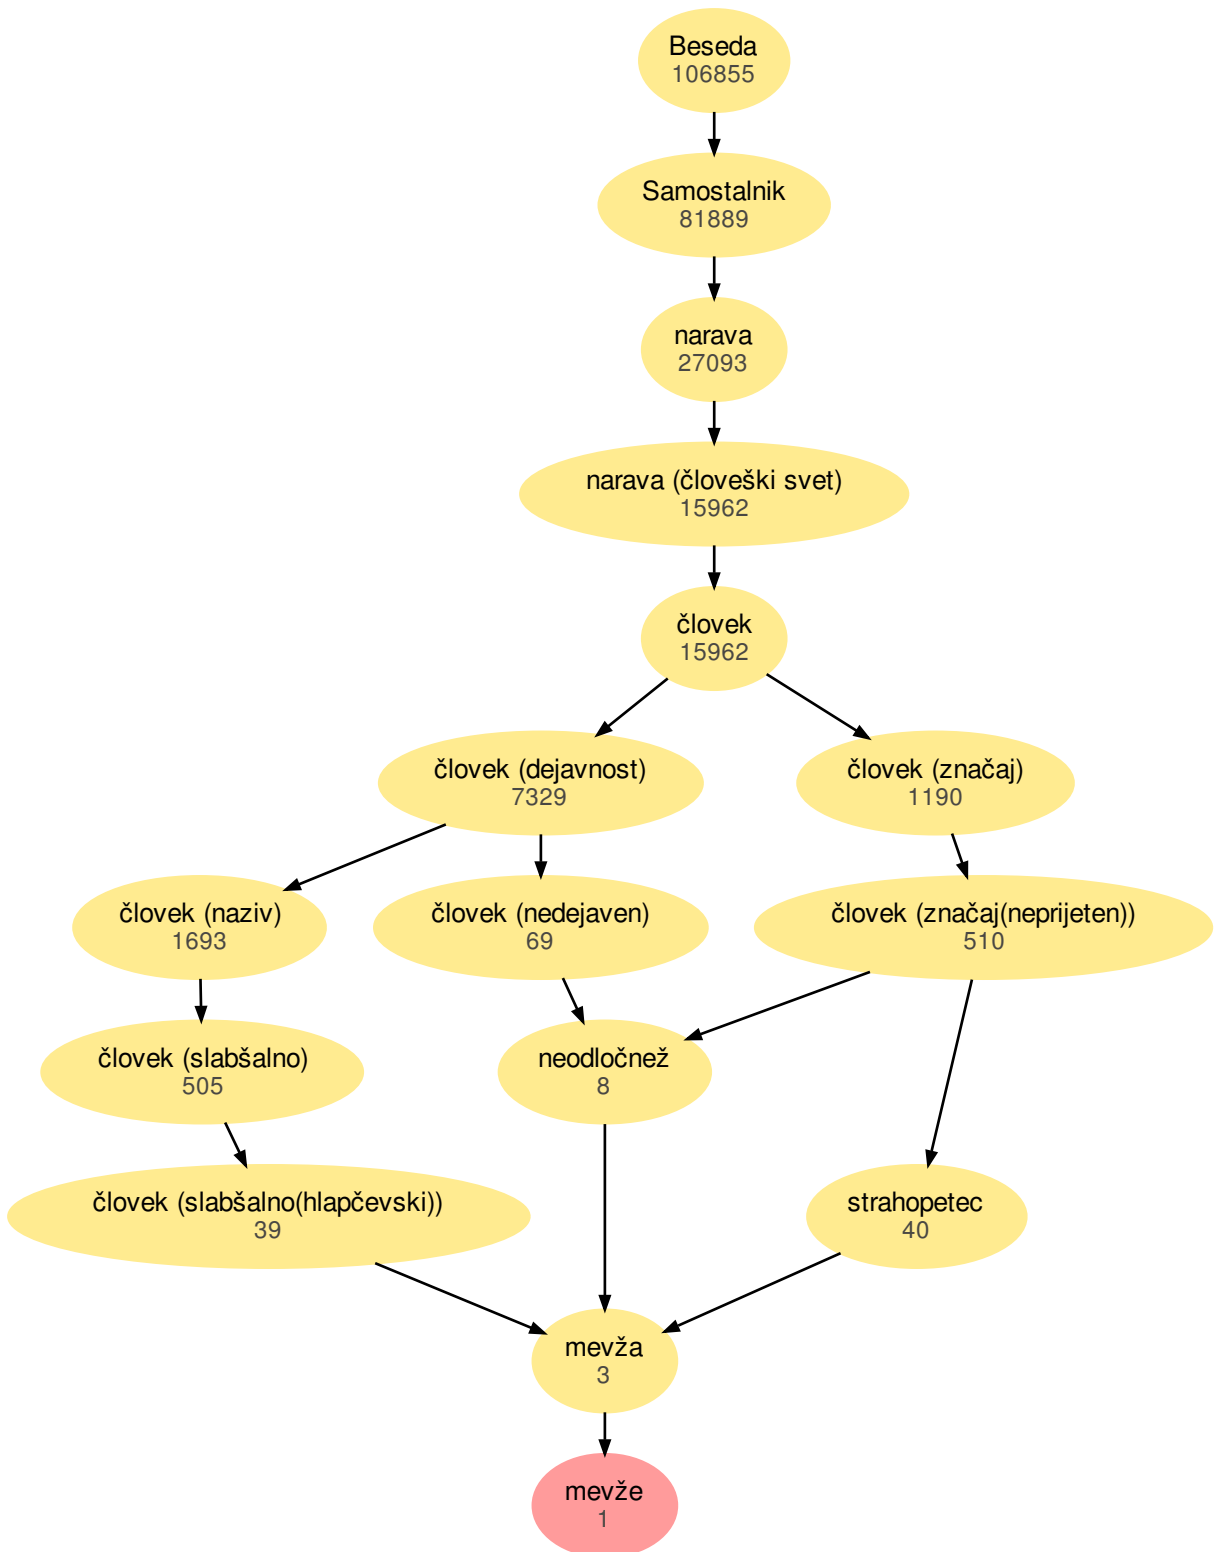 Beseda
106855
Samostalnik
81889
narava
27093
narava (človeški svet)
15962
človek
15962
človek (dejavnost)
7329
človek (značaj)
1190
človek (naziv)
1693
človek (nedejaven)
69
človek (značaj(neprijeten))
510
človek (slabšalno)
505
neodločnež
8
človek (slabšalno(hlapčevski))
39
strahopetec
40
mevža
3
mevže
1